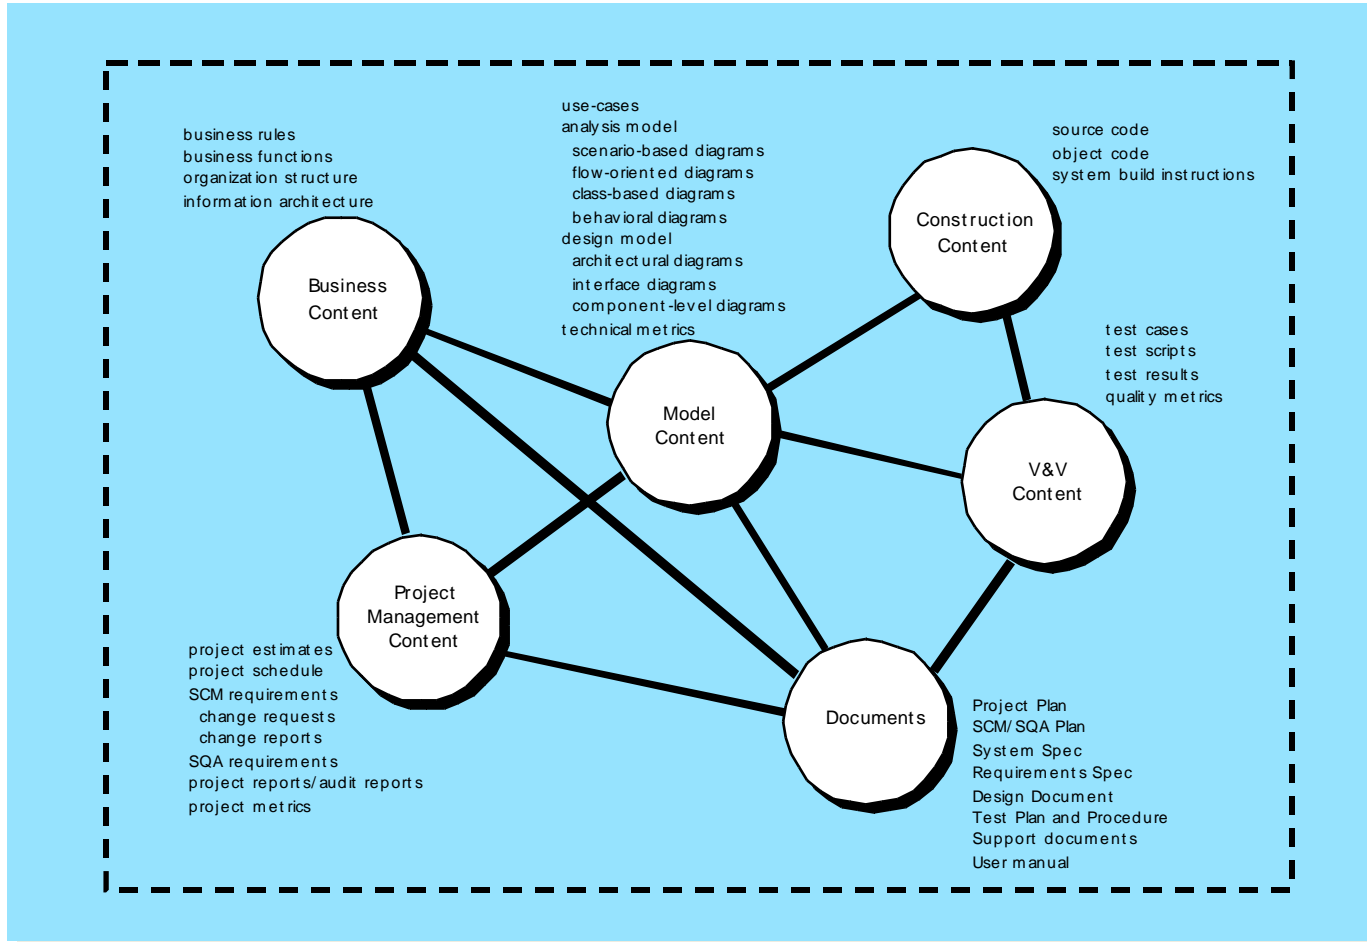 business rules
business functions
organization structure
information architecture
Business
Content
use-cases
analysis model
scenario-based diagrams
flow-oriented diagrams
class-based diagrams
behavioral diagrams
design model
architectural diagrams
interface diagrams
component-level diagrams
technical metrics
Model
Content
source code
object code
system build instructions
Construction
Content
test cases
test scripts
test results
quality metrics
V&V
Content
Project
Management
Content
project estimates
project schedule
SCM requirements
change requests
change reports
SQA requirements
project reports/audit reports
project metrics
Documents
Project Plan
SCM/SQA Plan
System Spec
Requirements Spec
Design Document
Test Plan and Procedure
Support documents
User manual